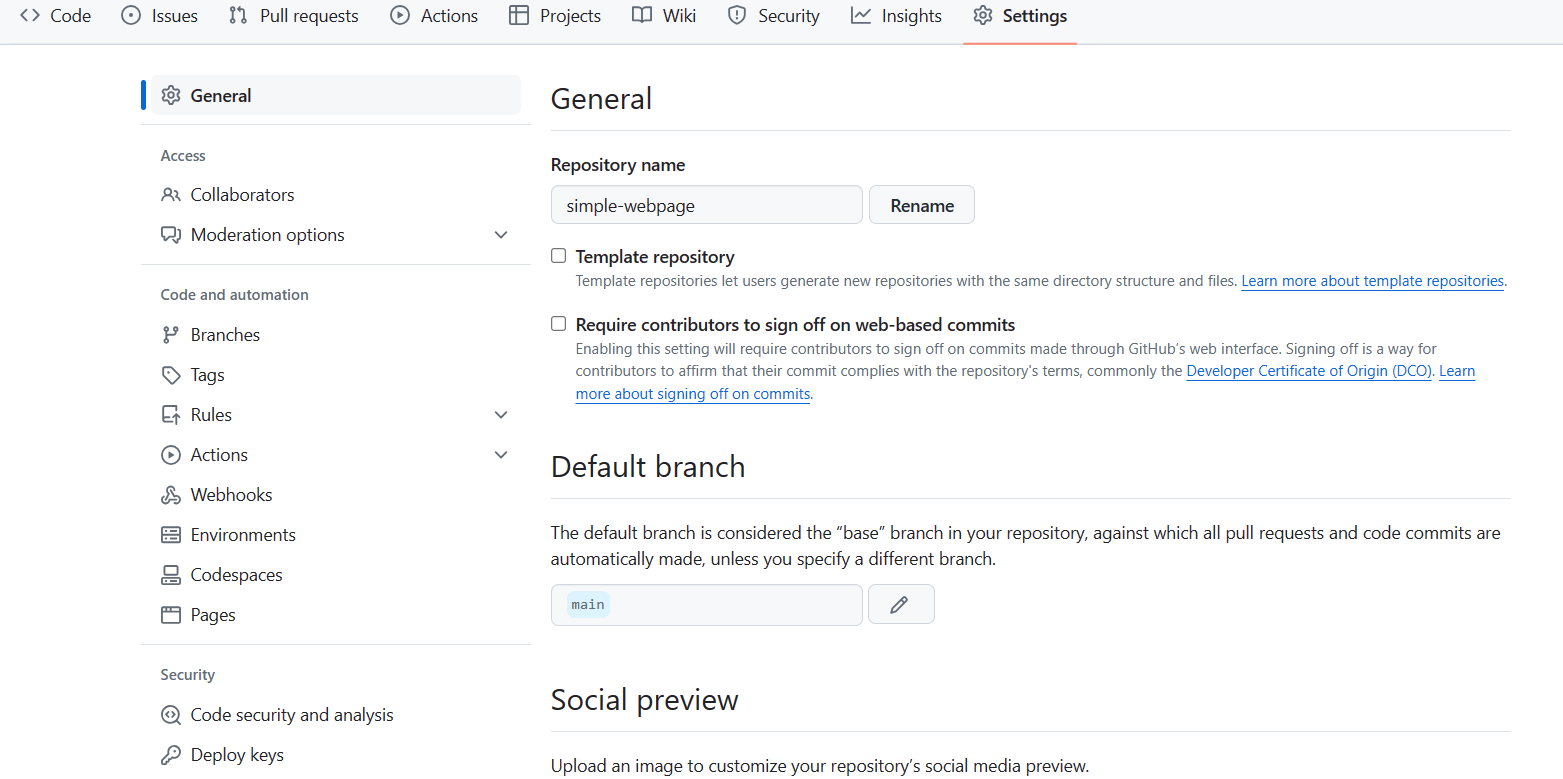 Code Issues Pull requests Actions Projects Wiki Security Insights Settings
General
Access
Collaborators
Moderation options
Code and automation
Branches
Tags
Rules
Actions
Webhooks
Environments
Codespaces
Pages
Security
Code security and analysis
Deploy keys
General
Repository name
simple-webpage Rename
Template repository
Template repositories let users generate new repositories with the same directory structure and files. Learn more about template repositories.
Require contributors to sign off on web-based commits
Enabling this setting will require contributors to sign off on commits made through GitHub’s web interface. Signing off is a way for
contributors to affirm that their commit complies with the repository's terms, commonly the Developer Certificate of Origin (DCO). Learn
more about signing off on commits.
Default branch
The default branch is considered the “base” branch in your repository, against which all pull requests and code commits are
automatically made, unless you specify a different branch.
main
Social preview
Upload an image to customize your repository’s social media preview.